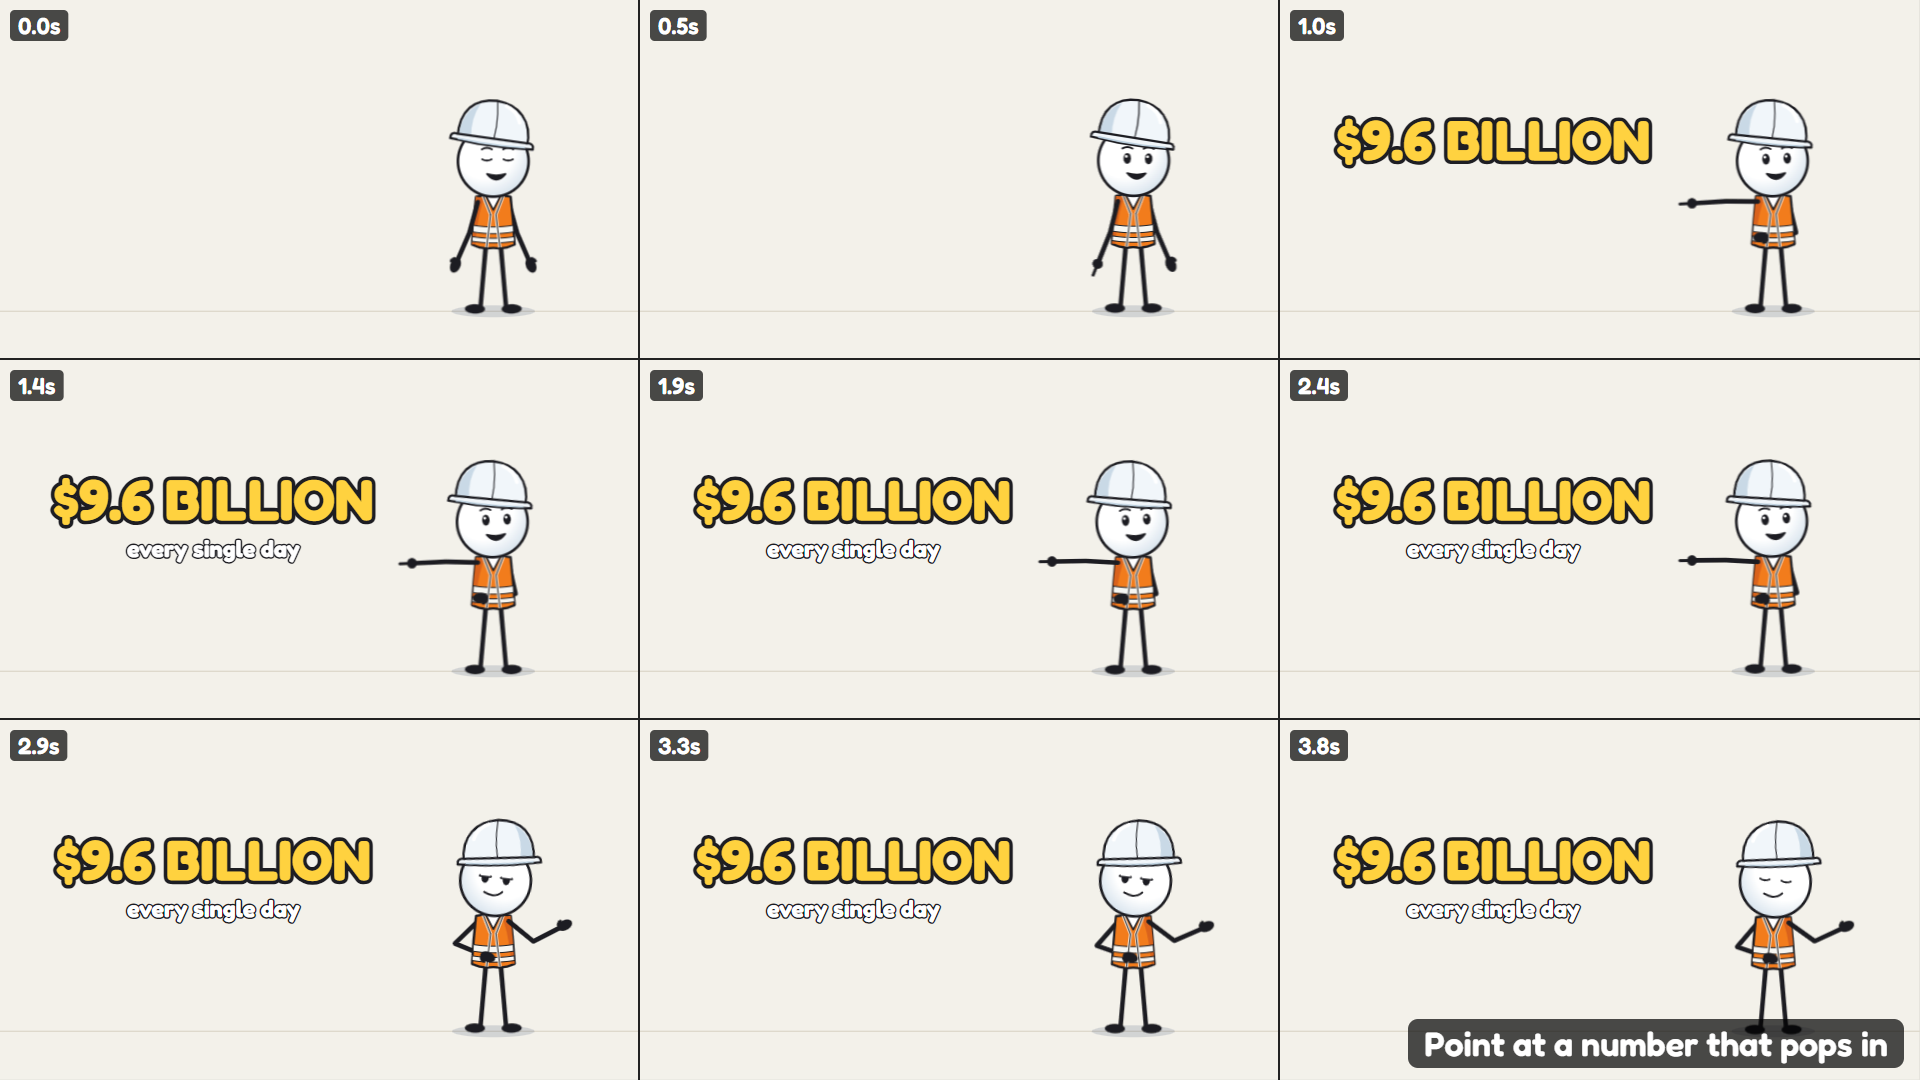 0.0s
0.5s
1.0s
$9.6 BILLION
1.4s
$9.6 BILLION
every single day
1.9s
$9.6 BILLION
every single day
2.4s
$9.6 BILLION
every single day
2.9s
$9.6 BILLION
every single day
3.3s
$9.6 BILLION
every single day
3.8s
$9.6 BILLION
every single day
Point at a number that pops in